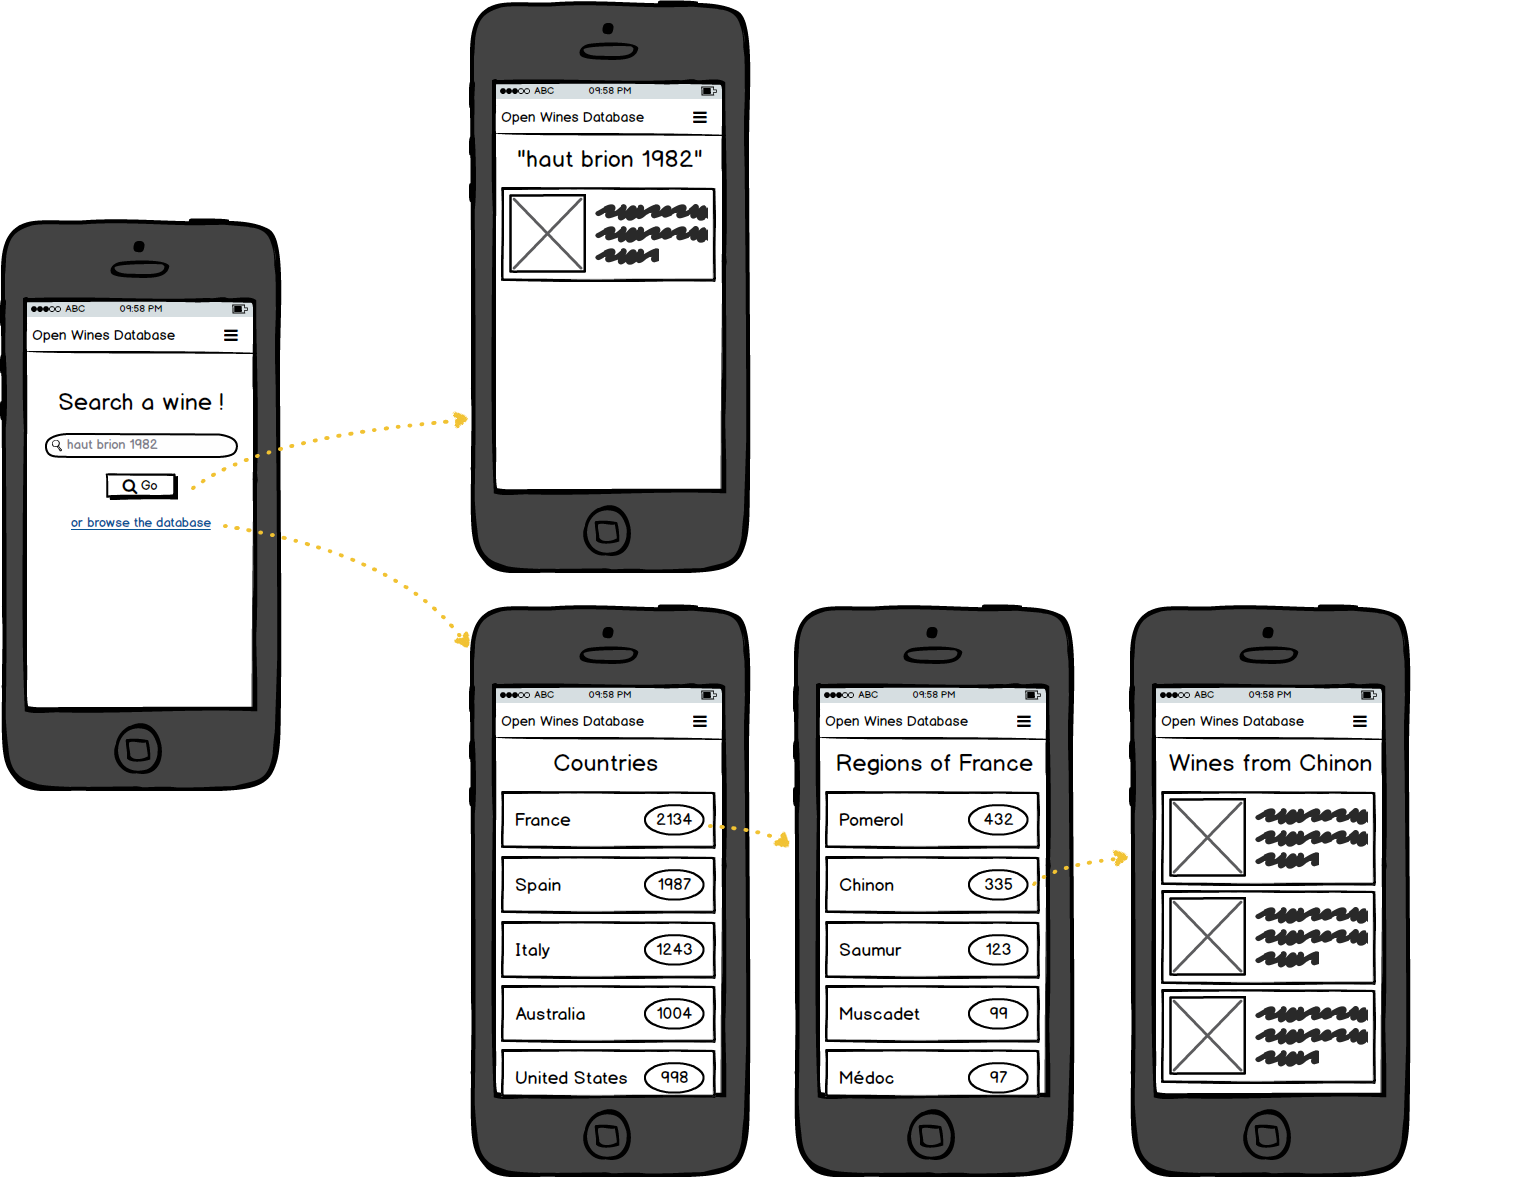 ABC 09:58 PM
Open Wines Database
Search a wine !
haut brion 1982
Go
or browse the database
ABC 09:58 PM
Open Wines Database
"haut brion 1982"
ABC 09:58 PM
Open Wines Database
Countries
France 2134
Spain 1987
Italy 1243
Australia 1004
United States 998
ABC 09:58 PM
Open Wines Database
Regions of France
Pomerol 432
Chinon 335
Saumur 123
Muscadet 99
Médoc 97
ABC 09:58 PM
Open Wines Database
Wines from Chinon